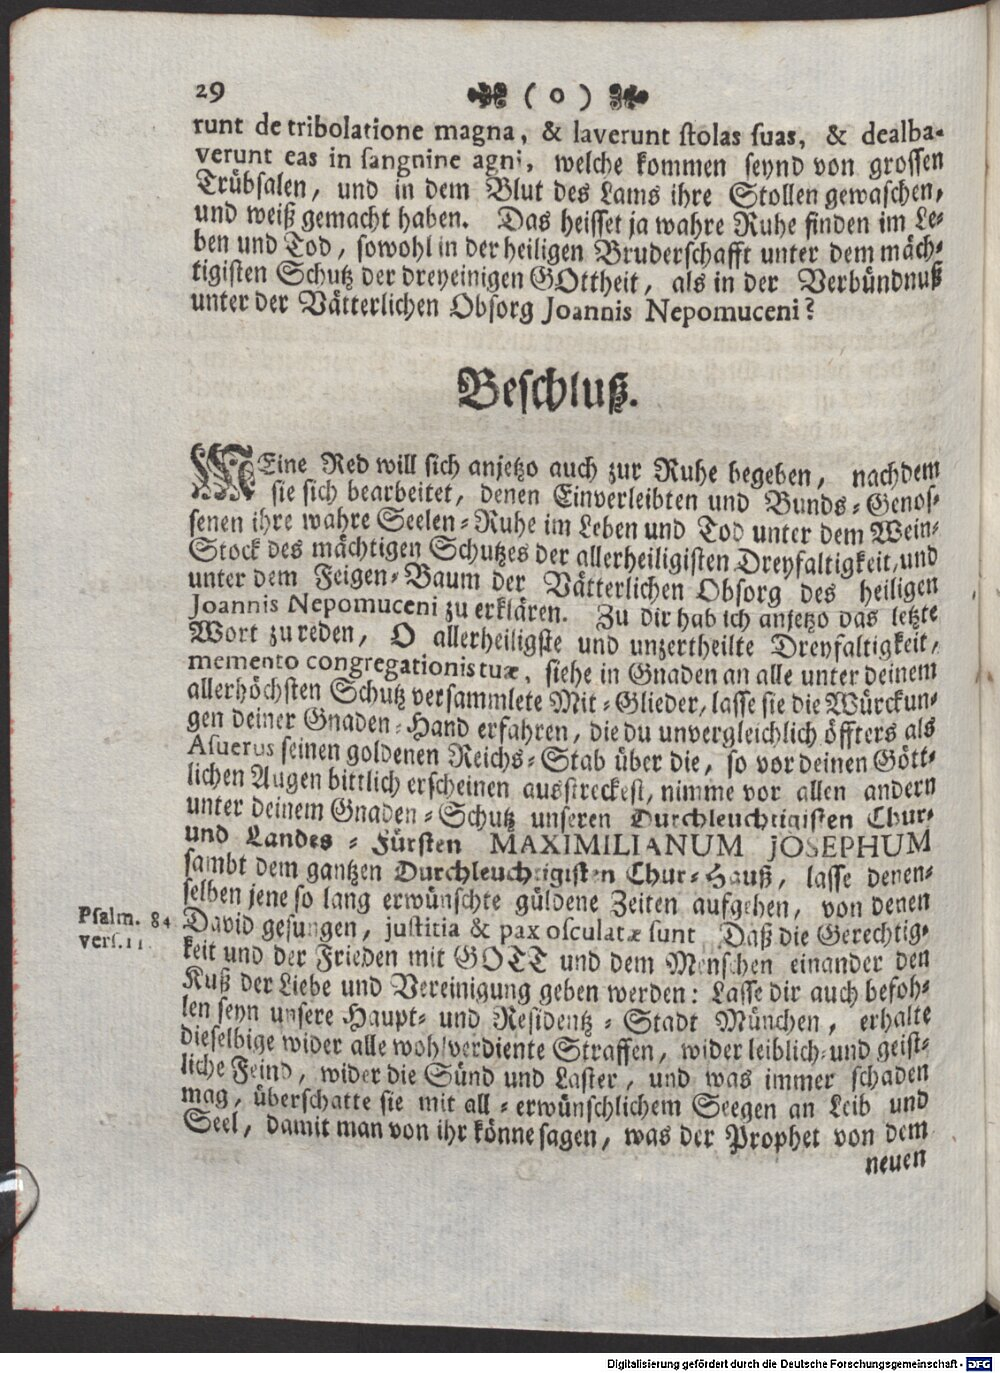 29 ( o )
runt de tribolatione magna, & laverunt stolas suas, & dealba-
verunt eas in sangnine agni, welche kommen seynd von grossen
Trübsalen, und in dem Blut des Lams ihre Stollen gewaschen,
und weiß gemacht haben. Das heisset ja wahre Ruhe finden im Le-
ben und Tod, sowohl in der heiligen Bruderschafft unter dem mäch-
tigisten Schutz der dreyeinigen GOttheit, als in der Verbündnuß
unter der Vätterlichen Obsorg Joannis Nepomuceni?
Beschluß.
MEine Red will sich anjetzo auch zur Ruhe begeben, nachdem
sie sich bearbeitet, denen Einverleibten und Bunds-Genos-
senen ihre wahre Seelen-Ruhe im Leben und Tod unter dem Wein-
Stock des mächtigen Schutzes der allerheiligisten Dreyfaltigkeit, und
unter dem Feigen-Baum der Vätterlichen Obsorg des heiligen
Joannis Nepomuceni zu erklären. Zu dir hab ich anjetzo das letzte
Wort zu reden, O allerheiligste und unzertheilte Dreyfaltigkeit,
memento congregationis tuæ, siehe in Gnaden an alle unter deinem
allerhöchsten Schutz versammlete Mit-Glieder, lasse sie die Würckun-
gen deiner Gnaden-Hand erfahren, die du unvergleichlich öffters als
Asuerus seinen goldenen Reichs-Stab über die, so vor deinen Gött-
lichen Augen bittlich erscheinen ausstreckest, nimme vor allen andern
unter deinem Gnaden-Schutz unseren Durchleuchtigisten Chur-
und Landes-Fürsten MAXIMILIANUM JOSEPHUM
sambt dem gantzen Durchleuchtigisten Chur-Hauß, lasse denen-
selben jene so lang erwünschte güldene Zeiten aufgehen, von denen
Psalm. 84 David gesungen, justitia & pax osculatæ sunt Daß die Gerechtig-
vers. 11. keit und der Frieden mit GOTT und dem Menschen einander den
Kuß der Liebe und Vereinigung geben werden: Lasse dir auch befoh-
len seyn unsere Haupt- und Residentz-Stadt München, erhalte
dieselbige wider alle wohlverdiente Straffen, wider leiblich- und geist-
liche Feind, wider die Sünd und Laster, und was immer schaden
mag, überschatte sie mit all-erwünschlichem Seegen an Leib und
Seel, damit man von ihr könne sagen, was der Prophet von dem
neuen
Digitalisierung gefördert durch die Deutsche Forschungsgemeinschaft - DFG